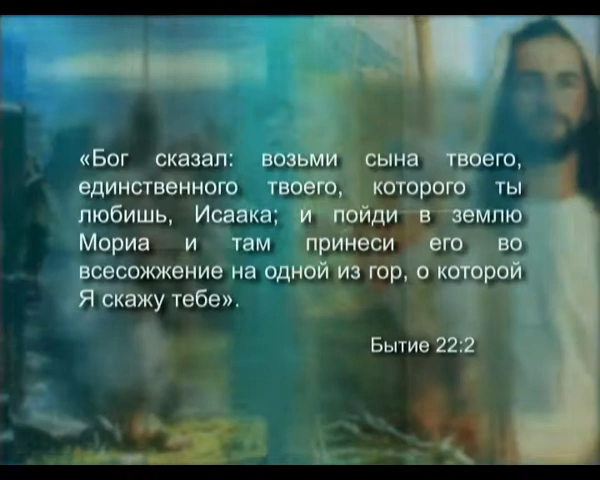 «Бог сказал: возьми сына твоего,
единственного твоего, которого ты
любишь, Исаака; и пойди в землю
Мориа и там принеси его во
всесожжение на одной из гор, о которой
Я скажу тебе».
Бытие 22:2